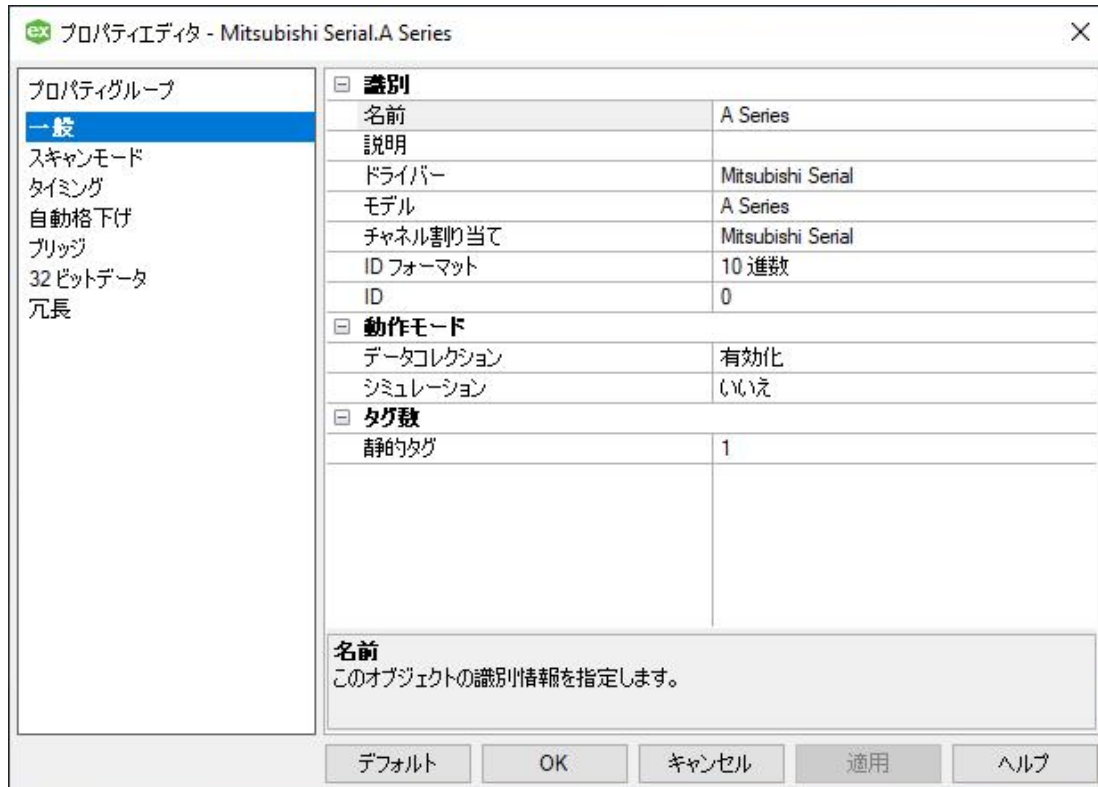 プロパティエディタ - Mitsubishi Serial.A Series
プロパティグループ
一般
スキャンモード
タイミング
自動格下げ
ブリッジ
32 ビットデータ
冗長
識別
名前 A Series
説明
ドライバー Mitsubishi Serial
モデル A Series
チャネル割り当て Mitsubishi Serial
ID フォーマット 10 進数
ID 0
動作モード
データコレクション 有効化
シミュレーション いいえ
タグ数
静的タグ 1
名前
このオブジェクトの識別情報を指定します。
デフォルト OK キャンセル 適用 ヘルプ